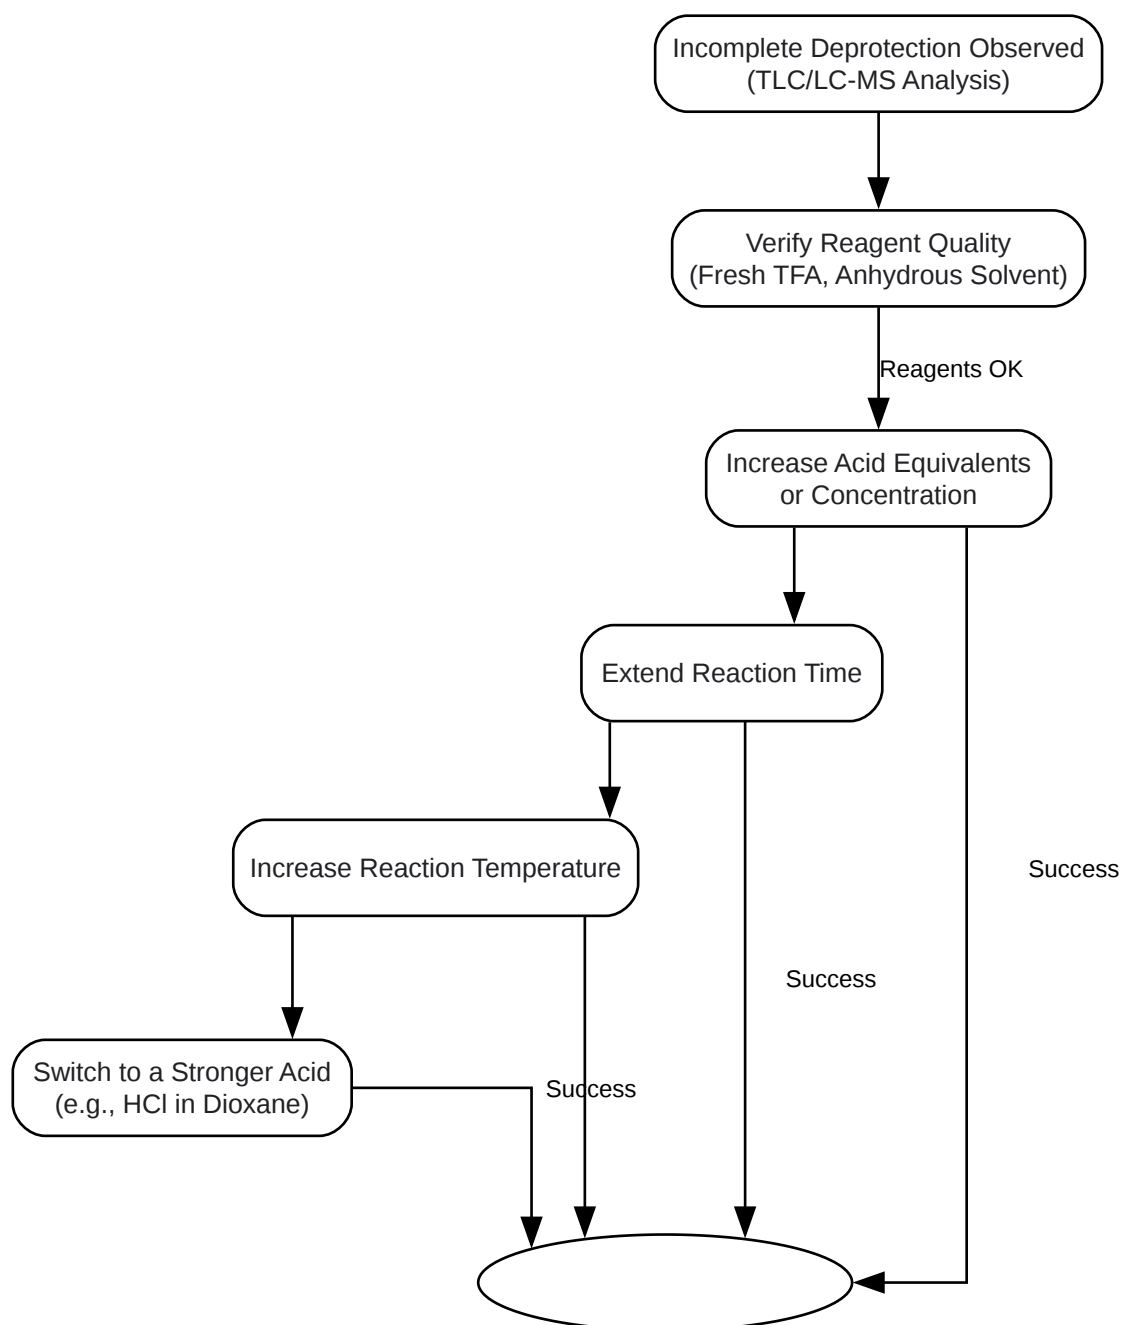 Incomplete Deprotection Observed
(TLC/LC-MS Analysis)
Verify Reagent Quality
(Fresh TFA, Anhydrous Solvent)
Reagents OK
Increase Acid Equivalents
or Concentration
Extend Reaction Time
Increase Reaction Temperature
Success
Success
Switch to a Stronger Acid
(e.g., HCl in Dioxane)
Success